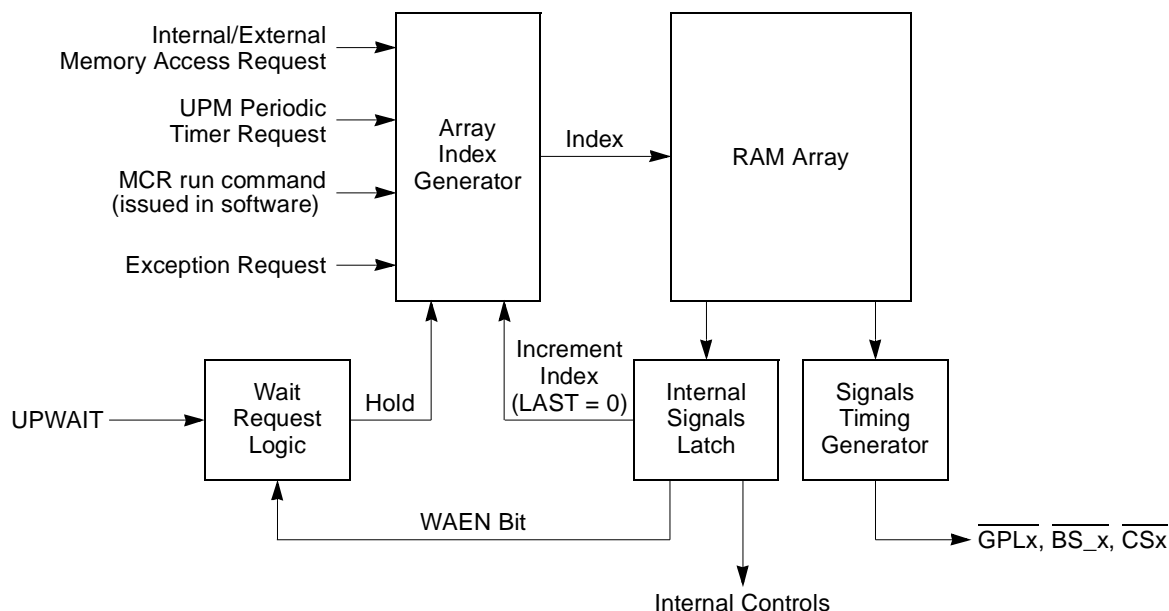 Internal/External
Memory Access Request
UPM Periodic
Timer Request
MCR run command
(issued in software)
Exception Request
Array
Index
Generator
Index
RAM Array
UPWAIT
Wait
Request
Logic
Hold
Increment
Index
(LAST = 0)
Internal
Signals
Latch
Signals
Timing
Generator
WAEN Bit
GPLx, BS_x, CSx
Internal Controls